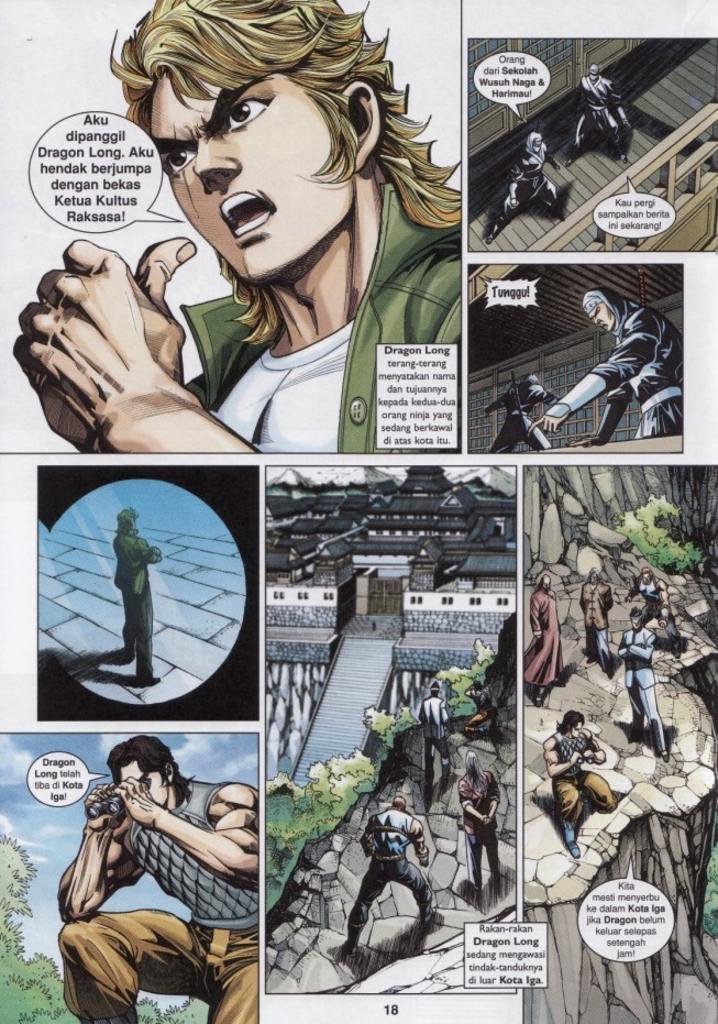 Aku
dipanggil
Dragon Long. Aku
hendak berjumpa
dengan bekas
Ketua Kultus
Raksasa!
Dragon Long
terang-terang
menyatakan nama
dan tujuannya
kepada kedua-dua
orang ninja yang
sedang berkawal
di atas kota itu.
Orang
dari Sekolah
Wusuh Naga &
Harimau!
Kau pergi
sampaikan berita
ini sekarang!
Tunggu!
Dragon
Long telah
tiba di Kota
Iga!
Rakan-rakan
Dragon Long
sedang mengawasi
tindak-tanduknya
di luar Kota Iga.
Kita
mesti menyerbu
ke dalam Kota Iga
jika Dragon belum
keluar selepas
setengah
jam!
18